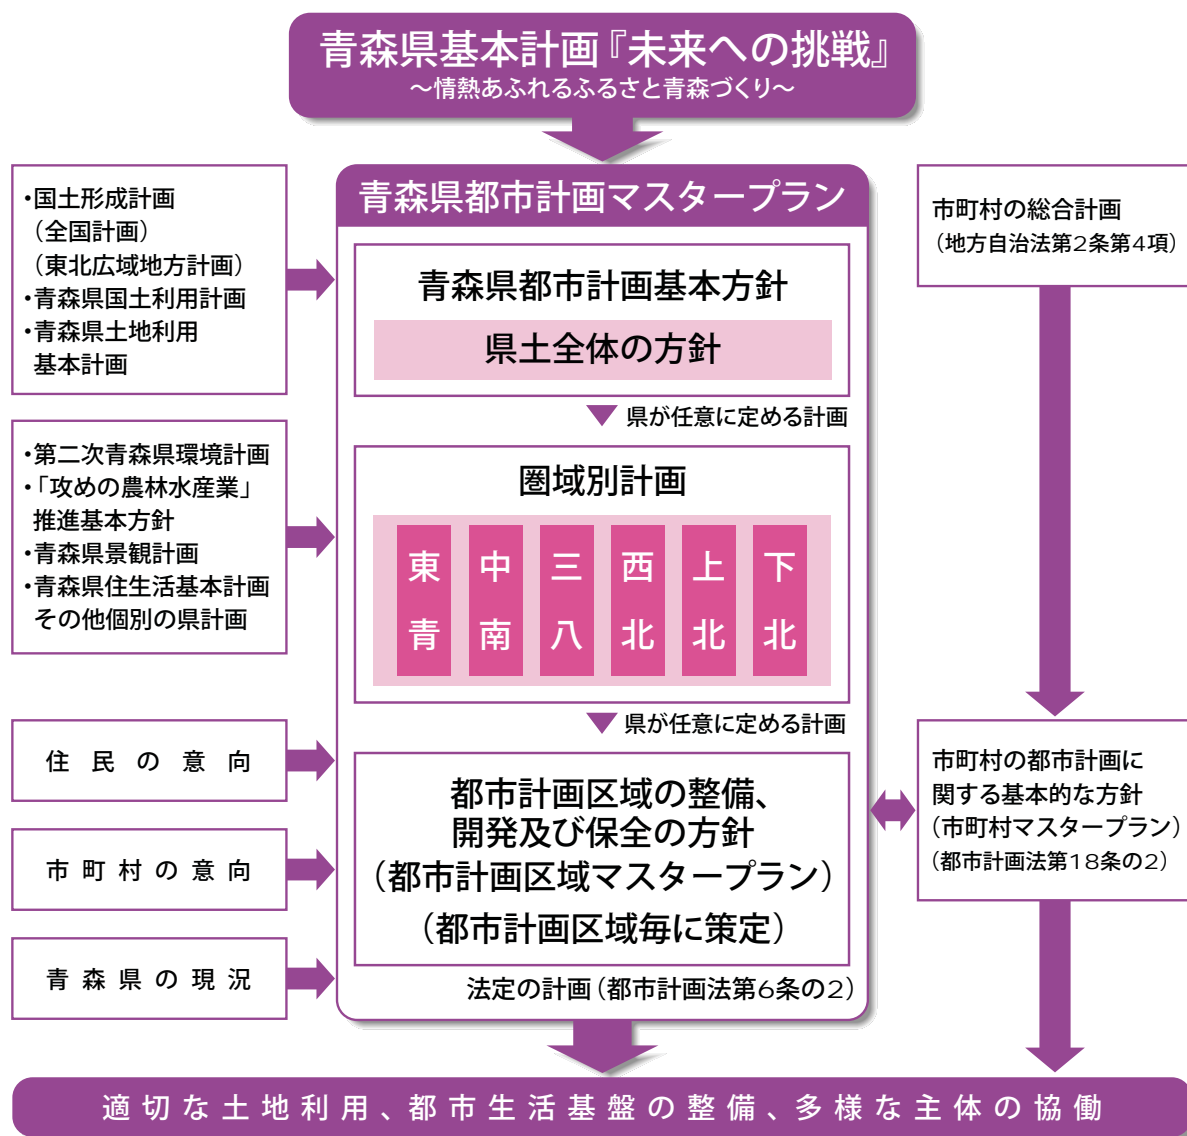 青森県基本計画『未来への挑戦』
～情熱あふれるふるさと青森づくり～
・国土形成計画
（全国計画）
（東北広域地方計画）
・青森県国土利用計画
・青森県土地利用
基本計画
・第二次青森県環境計画
・「攻めの農林水産業」
推進基本方針
・青森県景観計画
・青森県住生活基本計画
その他個別の県計画
住民の意向
市町村の意向
青森県の現況
青森県都市計画マスタープラン
青森県都市計画基本方針
県土全体の方針
県が任意に定める計画
圏域別計画
東青
中南
三八
西北
上北
下北
県が任意に定める計画
都市計画区域の整備、
開発及び保全の方針
（都市計画区域マスタープラン）
（都市計画区域毎に策定）
法定の計画（都市計画法第6条の2）
市町村の総合計画
（地方自治法第2条第4項）
市町村の都市計画に
関する基本的な方針
（市町村マスタープラン）
（都市計画法第18条の2）
適切な土地利用、都市生活基盤の整備、多様な主体の協働